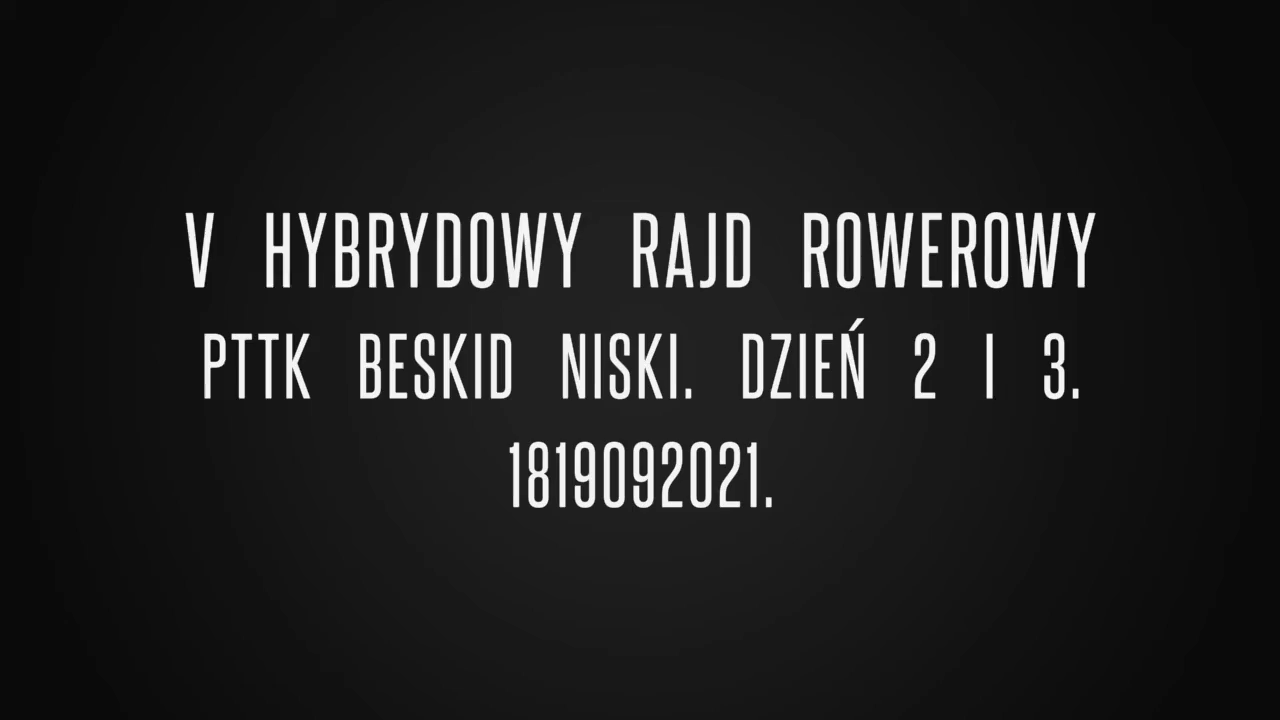 V HYBRYDOWY RAJD ROWEROWY
PTTK BESKID NISKI. DZIEŃ 2 I 3.
1819092021.